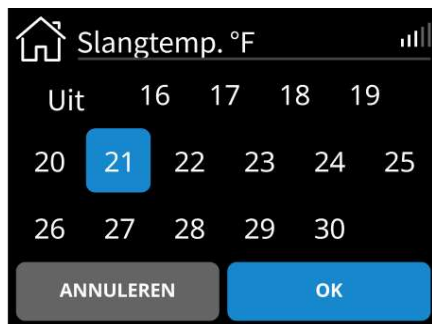 Slangtemp. °F
Uit 16 17 18 19
20 21 22 23 24 25
26 27 28 29 30
ANNULEREN OK